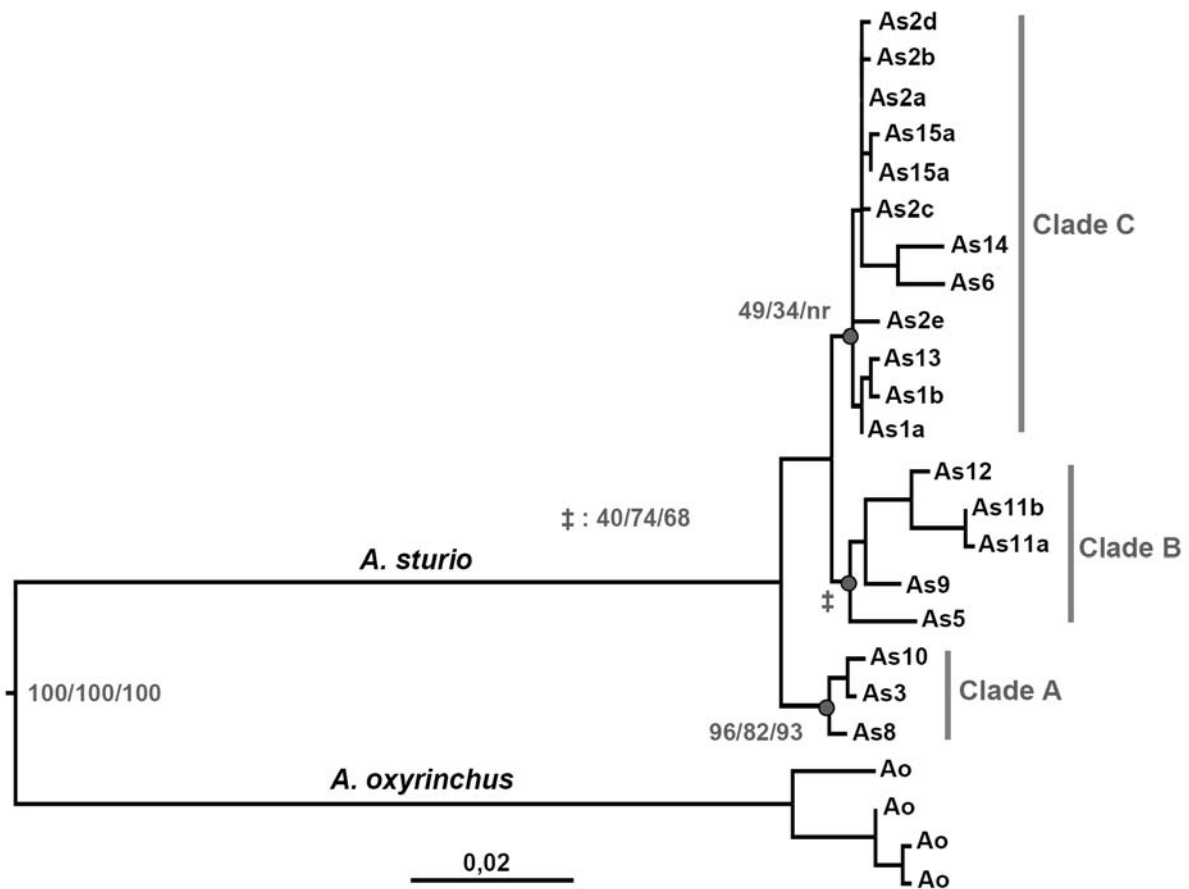 As2d
As2b
As2a
As15a
As15a
As2c
Clade C
As14
As6
49/34/nr
As2e
As13
As1b
As1a
As12
As11b
‡ : 40/74/68
As11a
Clade B
A. sturio
As9
‡
As5
As10
100/100/100
As3
Clade A
96/82/93
As8
Ao
A. oxyrinchus
Ao
Ao
0,02
Ao